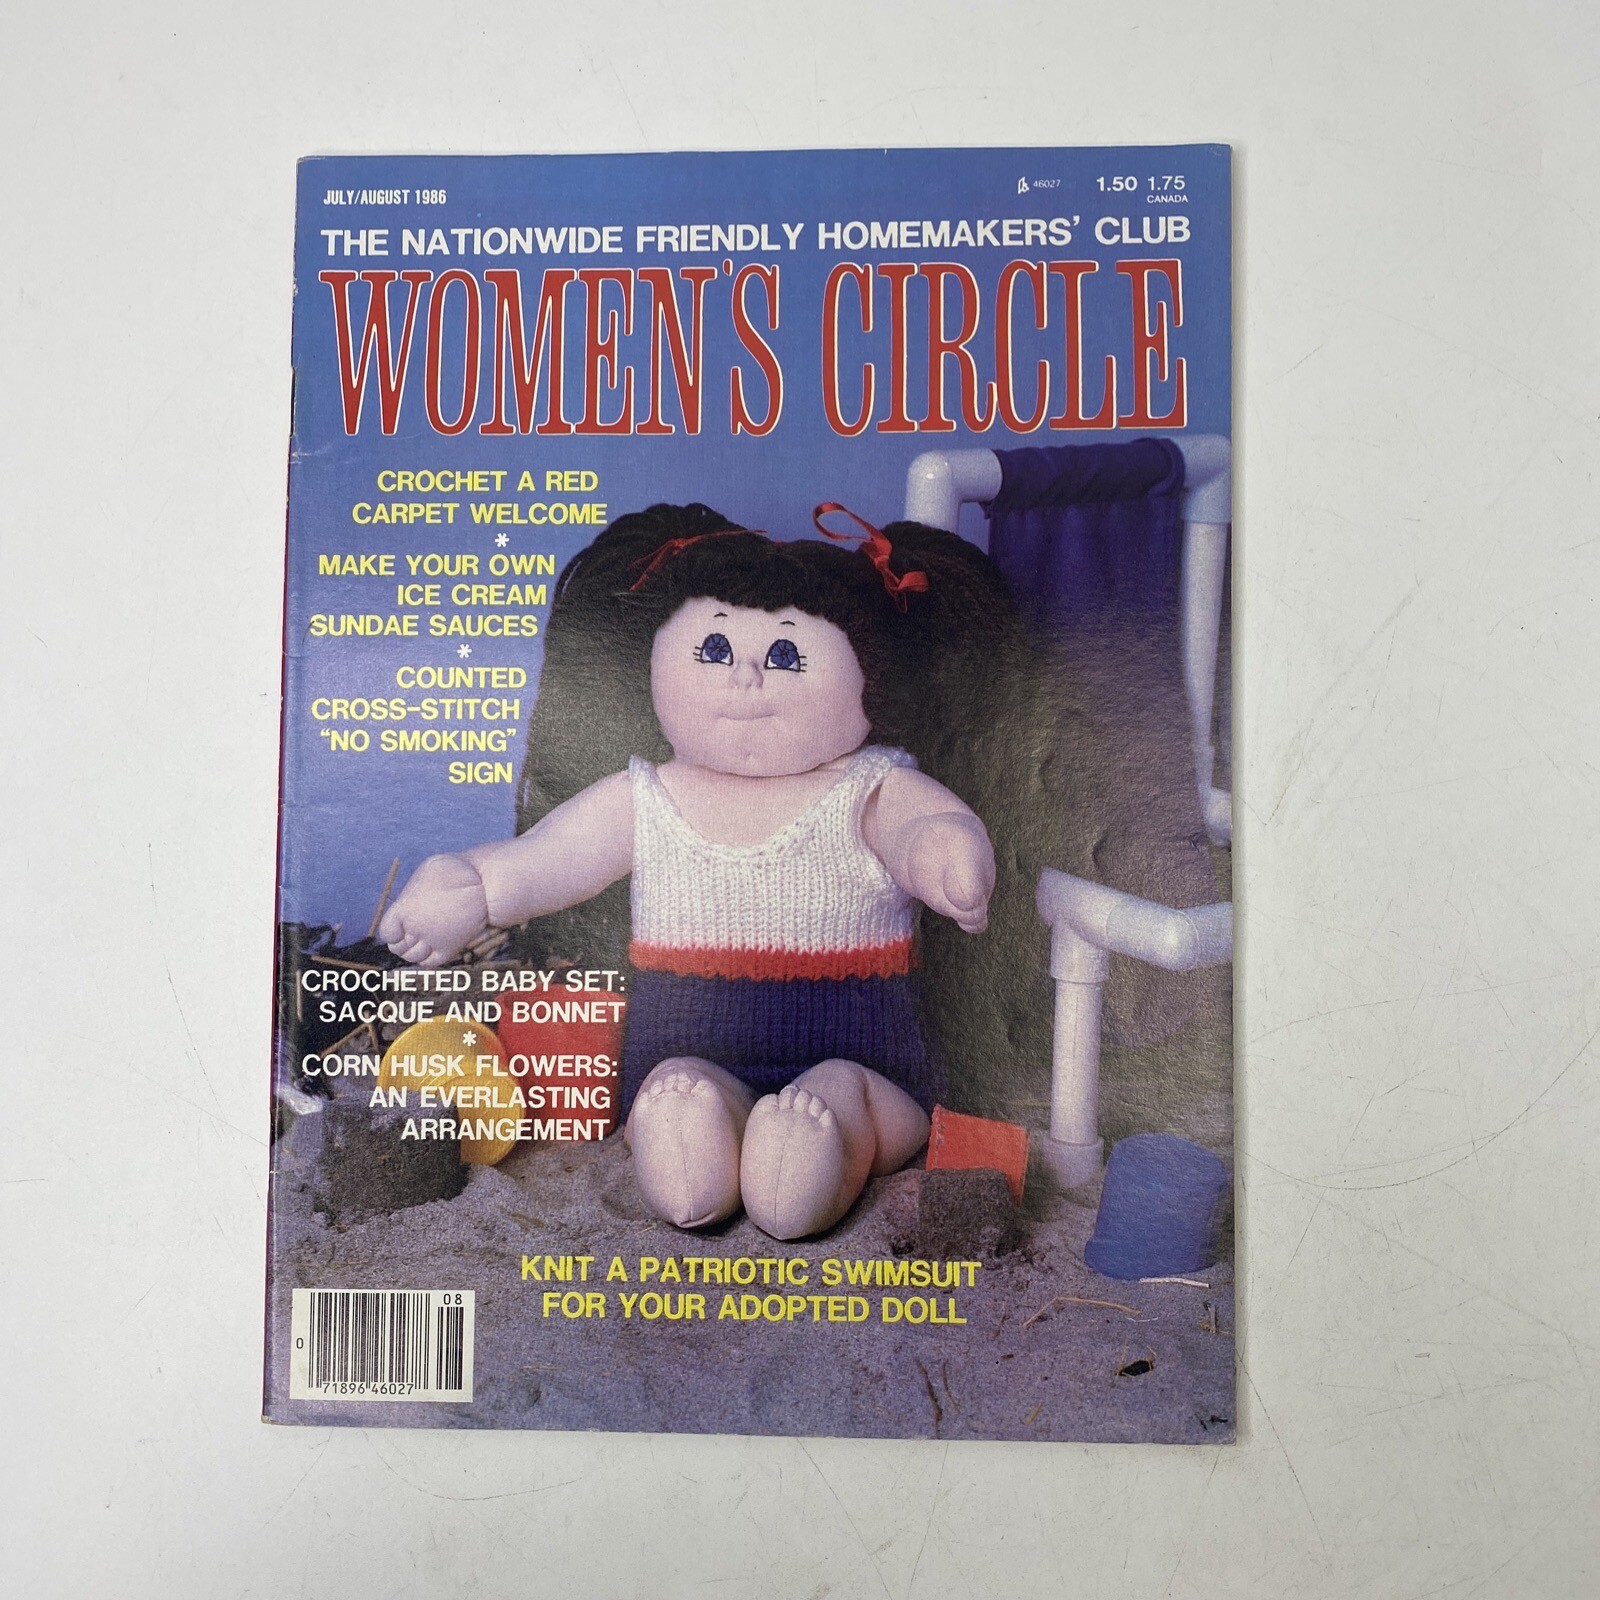 JULY/AUGUST 1986
46027
1.50 1.75
CANADA
THE NATIONWIDE FRIENDLY HOMEMAKERS' CLUB
WOMEN'S CIRCLE
CROCHET A RED
CARPET WELCOME
*
MAKE YOUR OWN
ICE CREAM
SUNDAE SAUCES
*
COUNTED
CROSS-STITCH
"NO SMOKING"
SIGN
CROCHETED BABY SET:
SACQUE AND BONNET
*
CORN HUSK FLOWERS:
AN EVERLASTING
ARRANGEMENT
KNIT A PATRIOTIC SWIMSUIT
FOR YOUR ADOPTED DOLL
08
0
71896 46027